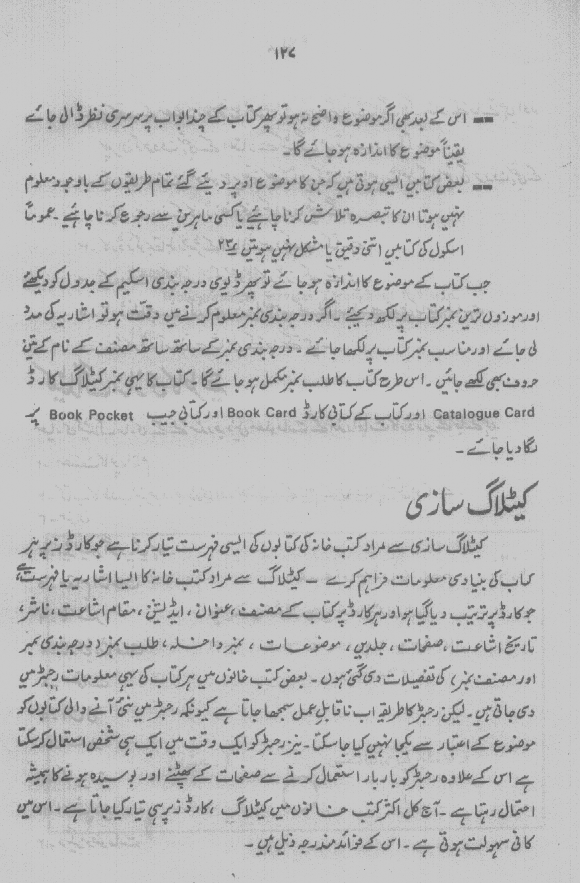 ۱۲۷
ــ اس کے بعد بھی اگر موضوع واضح نہ ہو تو پھر کتاب کے چند ابواب پر سرسری نظر ڈالی جائے
یقیناً موضوع کا اندازہ ہو جائے گا۔
ــ بعض کتابیں ایسی ہوتی ہیں کہ جن کا موضوع اوپر دیئے گئے تمام طریقوں کے باوجود معلوم
نہیں ہوتا ان کا تبصرہ تلاش کرنا چاہئیے یا کسی ماہرین سے رجوع کرنا چاہئیے۔ عموماً
اسکول کی کتابیں اتنی دقیق یا مشکل نہیں ہوتیں ۲۳؎
جب کتاب کے موضوع کا اندازہ ہو جائے تو پھر ڈیوی درجہ بندی اسکیم کے جدول کو دیکھئے
اور موزوں ترین نمبر کتاب پر لکھ دیجئے۔ اگر درجہ بندی نمبر معلوم کرنے میں دقت ہو تو اشاریہ کی مدد
لی جائے اور مناسب نمبر کتاب پر لکھا جائے۔ درجہ بندی نمبر کے ساتھ ساتھ مصنف کے نام کے تین
حروف بھی لکھے جائیں۔ اس طرح کتاب کا طلب نمبر مکمل ہو جائے گا۔ کتاب کا یہی نمبر کیٹلاگ کارڈ
Catalogue Card اور کتاب کے کتابی کارڈ Book Card اور کتابی جیب Book Pocket پر
لگا دیا جائے۔
کیٹلاگ سازی
کیٹلاگ سازی سے مراد کتب خانہ کی کتابوں کی ایسی فہرست تیار کرنا ہے جو کارڈز پر ہر
کتاب کی بنیادی معلومات فراہم کرے۔ کیٹلاگ سے مراد کتب خانہ کا ایسا اشاریہ یا فہرست ہے
جو کارڈ پر ترتیب دیا گیا ہو اور ہر کارڈ پر کتاب کے مصنف، عنوان، ایڈیشن، مقام اشاعت، ناشر،
تاریخ اشاعت، صفحات، جلدیں، موضوعات، نمبر داخلہ، طلب نمبر (درجہ بندی نمبر
اور مصنف نمبر)، کی تفصیلات دی گئی ہوں۔ بعض کتب خانوں میں ہر کتاب کی یہی معلومات رجسٹر میں
دی جاتی ہیں۔ لیکن رجسٹر کا طریقہ اب ناقابل عمل سمجھا جاتا ہے کیونکہ رجسٹر میں نئی آنے والی کتابوں کو
موضوع کے اعتبار سے یکجا نہیں کیا جا سکتا۔ نیز رجسٹر کو ایک وقت میں ایک ہی شخص استعمال کر سکتا
ہے اس کے علاوہ رجسٹر کو بار بار استعمال کرنے سے صفحات کے پھٹنے اور بوسیدہ ہونے کا ہمیشہ
احتمال رہتا ہے۔ آج کل اکثر کتب خانوں میں کیٹلاگ، کارڈز پر ہی تیار کیا جاتا ہے۔ اس میں
کافی سہولت ہوتی ہے۔ اس کے فوائد مندرجہ ذیل ہیں۔